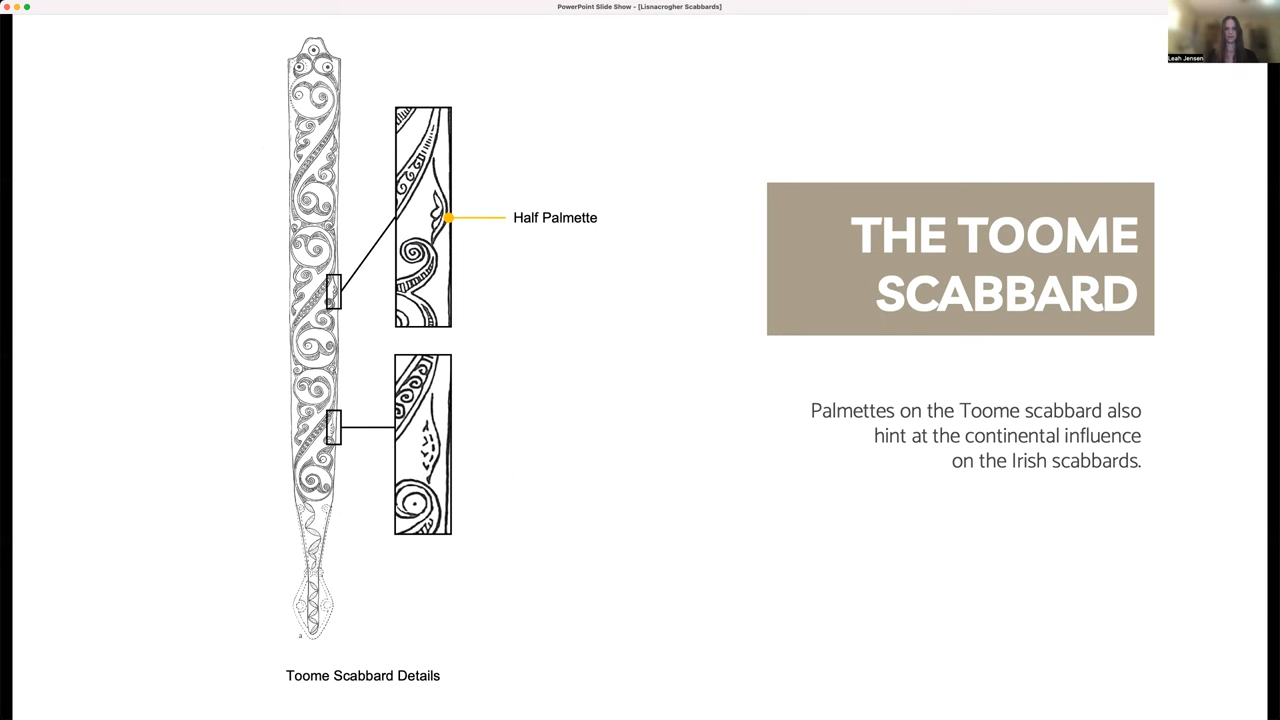 PowerPoint Slide Show - [Lisnacrogher Scabbards]
Leah Jensen
Half Palmette
THE TOOME
SCABBARD
Palmettes on the Toome scabbard also
hint at the continental influence
on the Irish scabbards.
a
Toome Scabbard Details